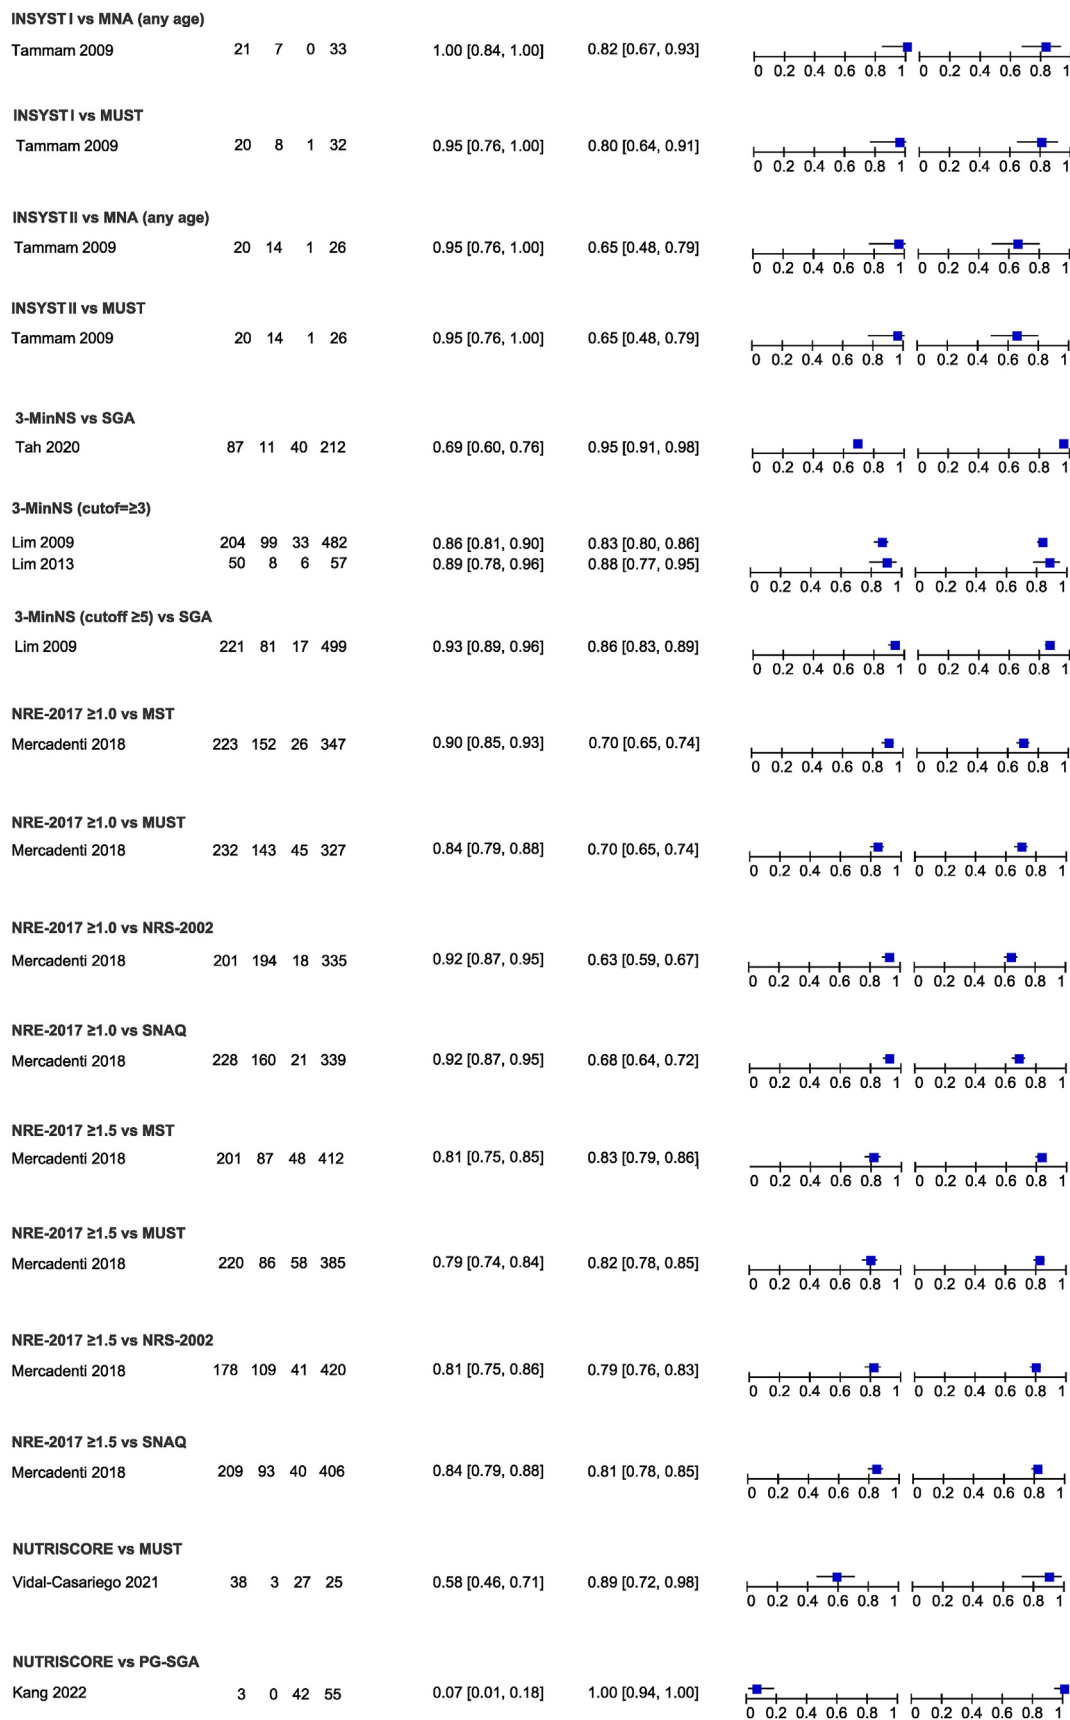 INSYST I vs MNA (any age)
Tammam 2009 21 7 0 33 1.00 [0.84, 1.00] 0.82 [0.67, 0.93]
0 0.2 0.4 0.6 0.8 1 0 0.2 0.4 0.6 0.8 1
INSYST I vs MUST
Tammam 2009 20 8 1 32 0.95 [0.76, 1.00] 0.80 [0.64, 0.91]
0 0.2 0.4 0.6 0.8 1 0 0.2 0.4 0.6 0.8 1
INSYST II vs MNA (any age)
Tammam 2009 20 14 1 26 0.95 [0.76, 1.00] 0.65 [0.48, 0.79]
0 0.2 0.4 0.6 0.8 1 0 0.2 0.4 0.6 0.8 1
INSYST II vs MUST
Tammam 2009 20 14 1 26 0.95 [0.76, 1.00] 0.65 [0.48, 0.79]
0 0.2 0.4 0.6 0.8 1 0 0.2 0.4 0.6 0.8 1
3-MinNS vs SGA
Tah 2020 87 11 40 212 0.69 [0.60, 0.76] 0.95 [0.91, 0.98]
0 0.2 0.4 0.6 0.8 1 0 0.2 0.4 0.6 0.8 1
3-MinNS (cutof=≥3)
Lim 2009 204 99 33 482 0.86 [0.81, 0.90] 0.83 [0.80, 0.86]
Lim 2013 50 8 6 57 0.89 [0.78, 0.96] 0.88 [0.77, 0.95]
0 0.2 0.4 0.6 0.8 1 0 0.2 0.4 0.6 0.8 1
3-MinNS (cutoff ≥5) vs SGA
Lim 2009 221 81 17 499 0.93 [0.89, 0.96] 0.86 [0.83, 0.89]
0 0.2 0.4 0.6 0.8 1 0 0.2 0.4 0.6 0.8 1
NRE-2017 ≥1.0 vs MST
Mercadenti 2018 223 152 26 347 0.90 [0.85, 0.93] 0.70 [0.65, 0.74]
0 0.2 0.4 0.6 0.8 1 0 0.2 0.4 0.6 0.8 1
NRE-2017 ≥1.0 vs MUST
Mercadenti 2018 232 143 45 327 0.84 [0.79, 0.88] 0.70 [0.65, 0.74]
0 0.2 0.4 0.6 0.8 1 0 0.2 0.4 0.6 0.8 1
NRE-2017 ≥1.0 vs NRS-2002
Mercadenti 2018 201 194 18 335 0.92 [0.87, 0.95] 0.63 [0.59, 0.67]
0 0.2 0.4 0.6 0.8 1 0 0.2 0.4 0.6 0.8 1
NRE-2017 ≥1.0 vs SNAQ
Mercadenti 2018 228 160 21 339 0.92 [0.87, 0.95] 0.68 [0.64, 0.72]
0 0.2 0.4 0.6 0.8 1 0 0.2 0.4 0.6 0.8 1
NRE-2017 ≥1.5 vs MST
Mercadenti 2018 201 87 48 412 0.81 [0.75, 0.85] 0.83 [0.79, 0.86]
0 0.2 0.4 0.6 0.8 1 0 0.2 0.4 0.6 0.8 1
NRE-2017 ≥1.5 vs MUST
Mercadenti 2018 220 86 58 385 0.79 [0.74, 0.84] 0.82 [0.78, 0.85]
0 0.2 0.4 0.6 0.8 1 0 0.2 0.4 0.6 0.8 1
NRE-2017 ≥1.5 vs NRS-2002
Mercadenti 2018 178 109 41 420 0.81 [0.75, 0.86] 0.79 [0.76, 0.83]
0 0.2 0.4 0.6 0.8 1 0 0.2 0.4 0.6 0.8 1
NRE-2017 ≥1.5 vs SNAQ
Mercadenti 2018 209 93 40 406 0.84 [0.79, 0.88] 0.81 [0.78, 0.85]
0 0.2 0.4 0.6 0.8 1 0 0.2 0.4 0.6 0.8 1
NUTRISCORE vs MUST
Vidal-Casariego 2021 38 3 27 25 0.58 [0.46, 0.71] 0.89 [0.72, 0.98]
0 0.2 0.4 0.6 0.8 1 0 0.2 0.4 0.6 0.8 1
NUTRISCORE vs PG-SGA
Kang 2022 3 0 42 55 0.07 [0.01, 0.18] 1.00 [0.94, 1.00]
0 0.2 0.4 0.6 0.8 1 0 0.2 0.4 0.6 0.8 1